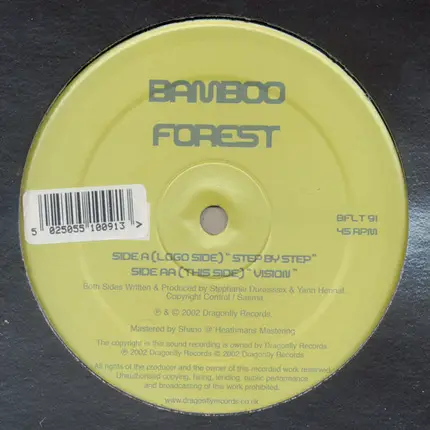 BAMBOO
FOREST
BFLT 91
45 RPM
5 025055 100913 >
SIDE A (LOGO SIDE) "STEP BY STEP"
SIDE AA (THIS SIDE) "VISION"
Both Sides Written & Produced by Stephanie & Yann
Copyright Central /
℗ & © 2002 Dragonfly Records.
Mastered by Shane @ Heathmans Mastering
The copyright in this sound recording is owned by Dragonfly Records
℗ 2002 Dragonfly Records © 2002 Dragonfly Records
All rights of the producer and the owner of this recorded work reserved
Unauthorised copying, hiring, lending, public performance
and broadcasting of this work prohibited.
www.dragonflyrecords.co.uk